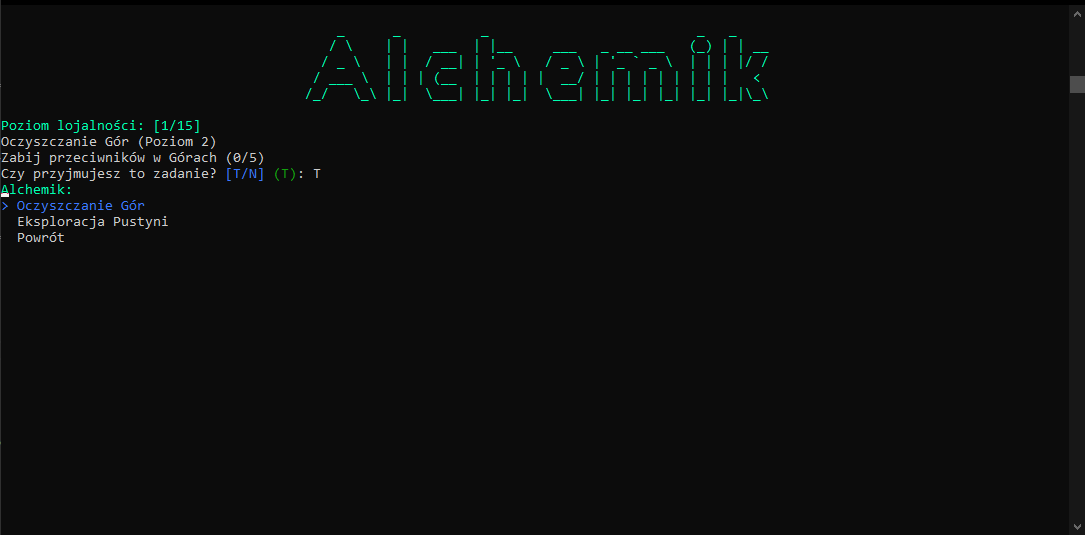 Alchemik
Poziom lojalności: [1/15]
Oczyszczanie Gór (Poziom 2)
Zabij przeciwników w Górach (0/5)
Czy przyjmujesz to zadanie? [T/N] (T): T
Alchemik:
> Oczyszczanie Gór
Eksploracja Pustyni
Powrót